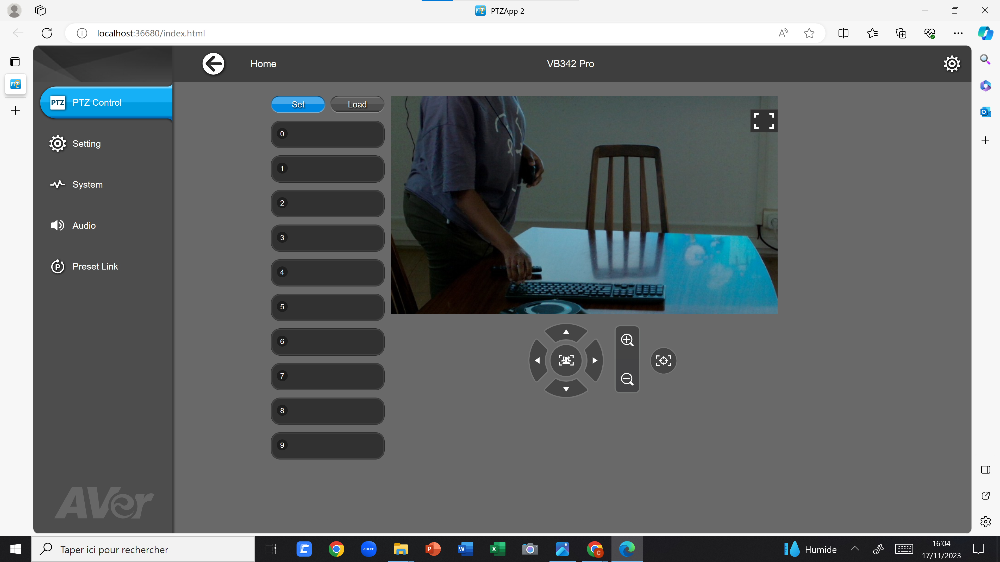 PTZApp 2
localhost:36680/index.html
Home
VB342 Pro
PTZ
PTZ Control
Setting
System
Audio
Preset Link
Set
Load
0
1
2
3
4
5
6
7
8
9
AVer
Taper ici pour rechercher
zoom
Humide
16:04
17/11/2023